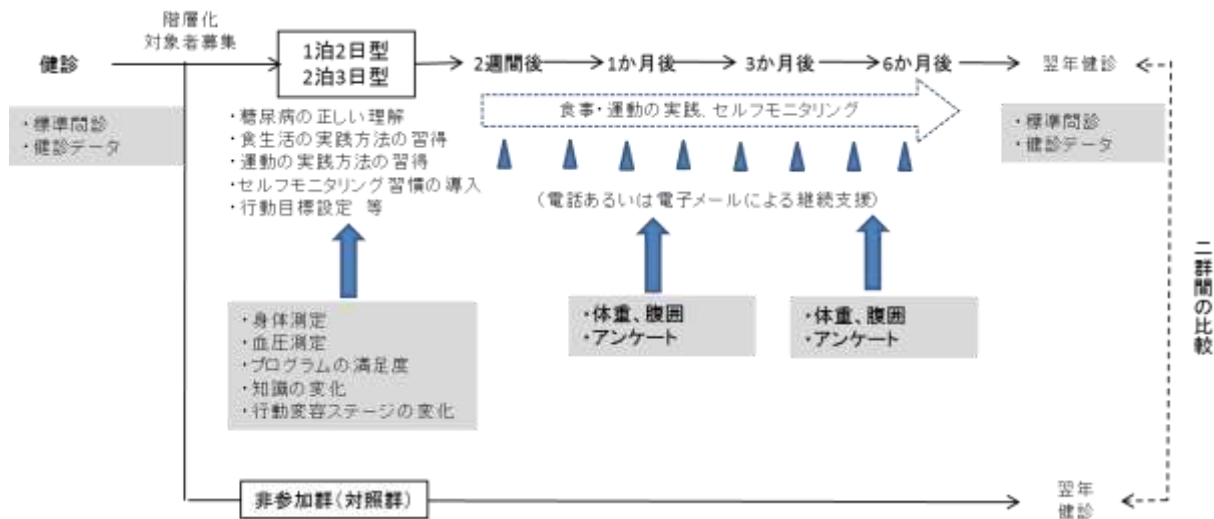 階層化
対象者募集
健診
1泊2日型
2泊3日型
2週間後
1か月後
3か月後
6か月後
翌年健診
・標準問診
・健診データ
・糖尿病の正しい理解
・食生活の実践方法の習得
・運動の実践方法の習得
・セルフモニタリング習慣の導入
・行動目標設定 等
食事・運動の実践、セルフモニタリング
(電話あるいは電子メールによる継続支援)
・標準問診
・健診データ
・身体測定
・血圧測定
・プログラムの満足度
・知識の変化
・行動変容ステージの変化
・体重、腹囲
・アンケート
・体重、腹囲
・アンケート
二群間の比較
非参加群(対照群)
翌年
健診